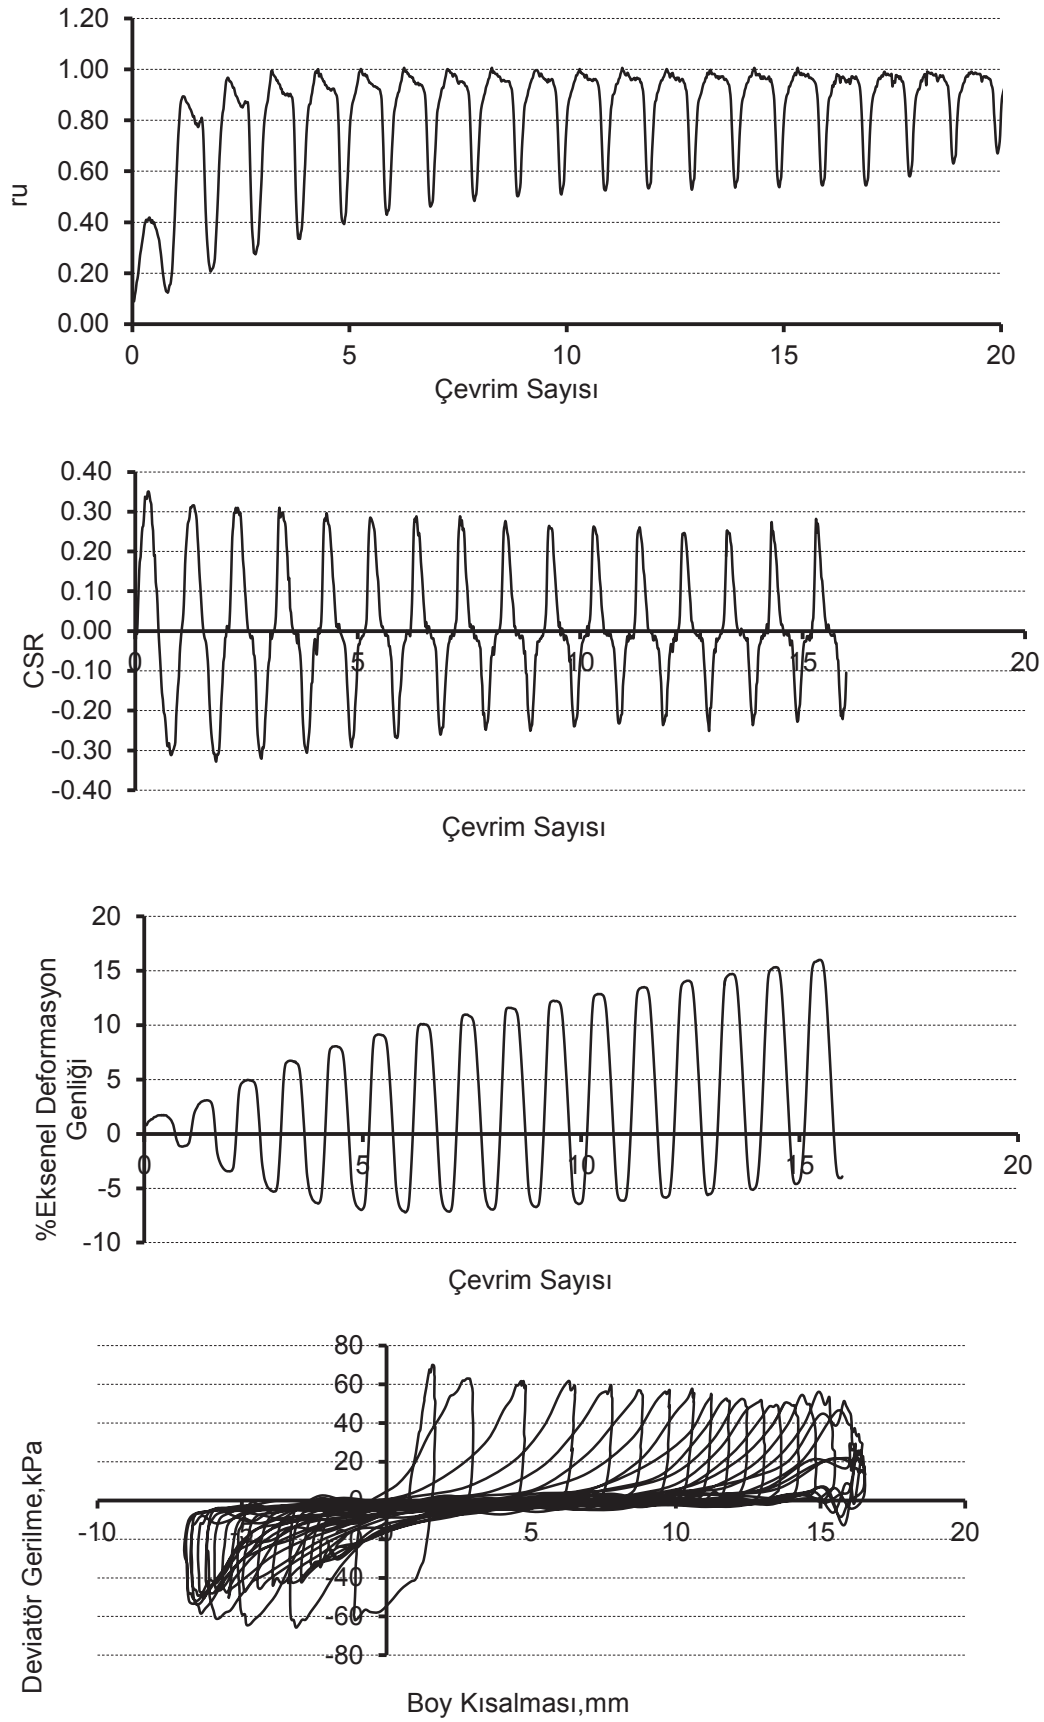 1.20
1.00
0.80
0.60
0.40
0.20
0.00
ru
0 5 10 15 20
Çevrim Sayısı
0.40
0.30
0.20
0.10
0.00
-0.10
-0.20
-0.30
-0.40
CSR
0 5 10 15 20
Çevrim Sayısı
20
15
10
5
0
-5
-10
%Eksenel Deformasyon
Genliği
0 5 10 15 20
Çevrim Sayısı
80
60
40
20
0
-20
-40
-60
-80
Deviatör Gerilme,kPa
-10 -5 0 5 10 15 20
Boy Kısalması,mm